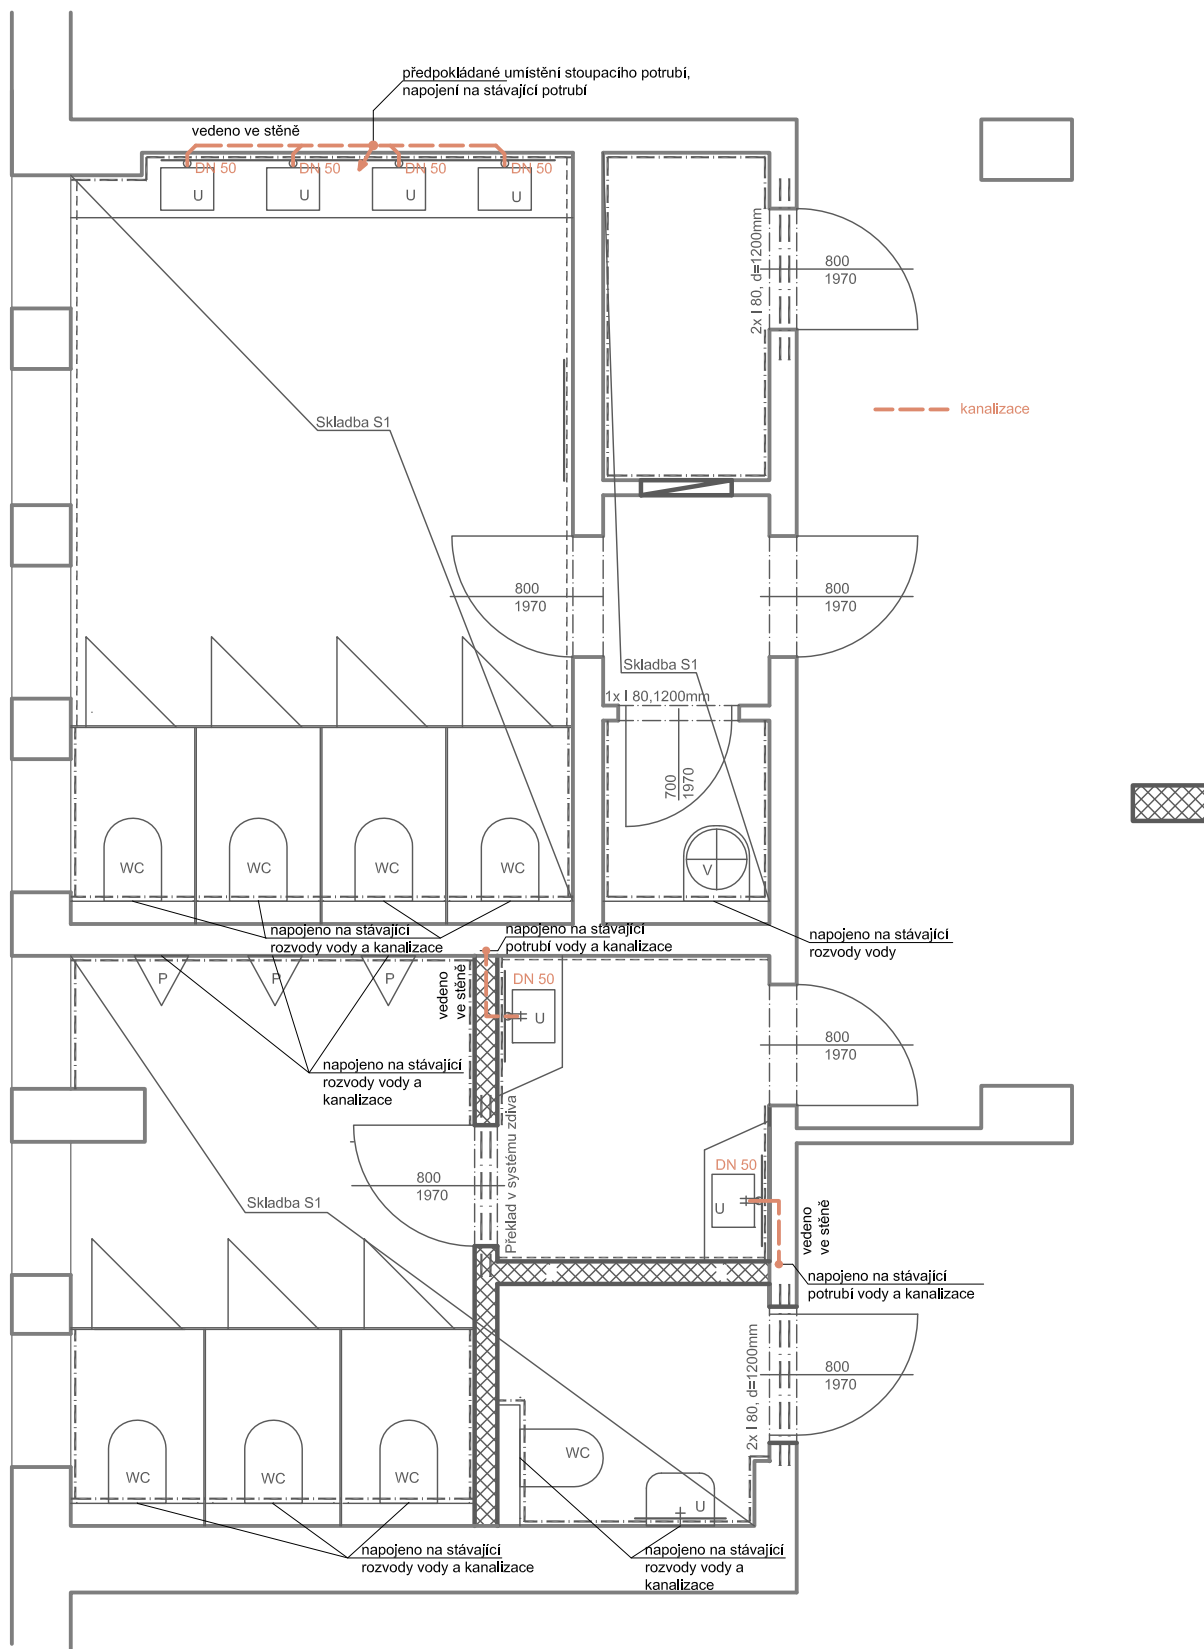 předpokládané umístění stoupacího potrubí,
napojení na stávající potrubí
vedeno ve stěně
DN 50
DN 50
DN 50
DN 50
U
U
U
U
2x I 80, d=1200mm
800
1970
kanalizace
Skladba S1
800
1970
800
1970
Skladba S1
1x I 80,1200mm
700
1970
WC
WC
WC
WC
V
napojeno na stávající
rozvody vody a kanalizace
napojeno na stávající
potrubí vody a kanalizace
napojeno na stávající
rozvody vody
P
P
P
vedeno
ve stěně
DN 50
U
800
1970
napojeno na stávající
rozvody vody a
kanalizace
Překlad v systému zdiva
800
1970
DN 50
U
Skladba S1
vedeno
ve stěně
napojeno na stávající
potrubí vody a kanalizace
2x I 80, d=1200mm
800
1970
WC
WC
WC
WC
U
napojeno na stávající
rozvody vody a kanalizace
napojeno na stávající
rozvody vody a
kanalizace